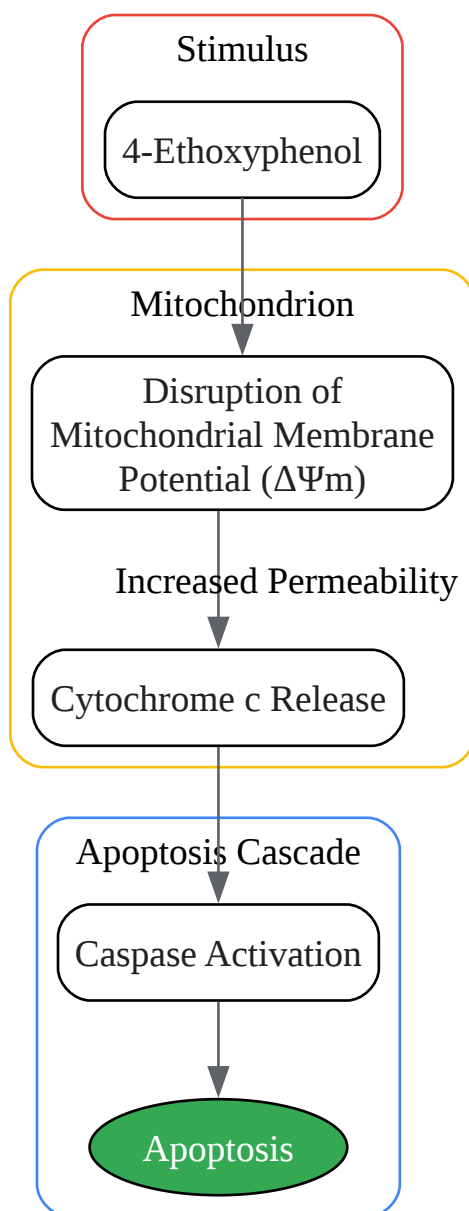 Stimulus
4-Ethoxyphenol
Mitochondrion
Disruption of
Mitochondrial Membrane
Potential (ΔΨm)
Increased Permeability
Cytochrome c Release
Apoptosis Cascade
Caspase Activation
Apoptosis